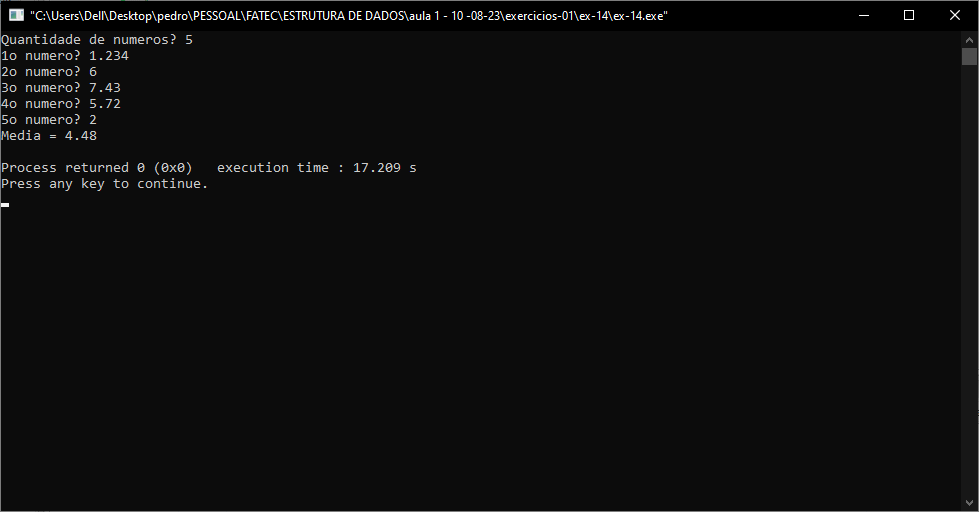 "C:\Users\Dell\Desktop\pedro\PESSOAL\FATEC\ESTRUTURA DE DADOS\aula 1 - 10 -08-23\exercicios-01\ex-14\ex-14.exe"
Quantidade de numeros? 5
1o numero? 1.234
2o numero? 6
3o numero? 7.43
4o numero? 5.72
5o numero? 2
Media = 4.48
Process returned 0 (0x0)   execution time : 17.209 s
Press any key to continue.